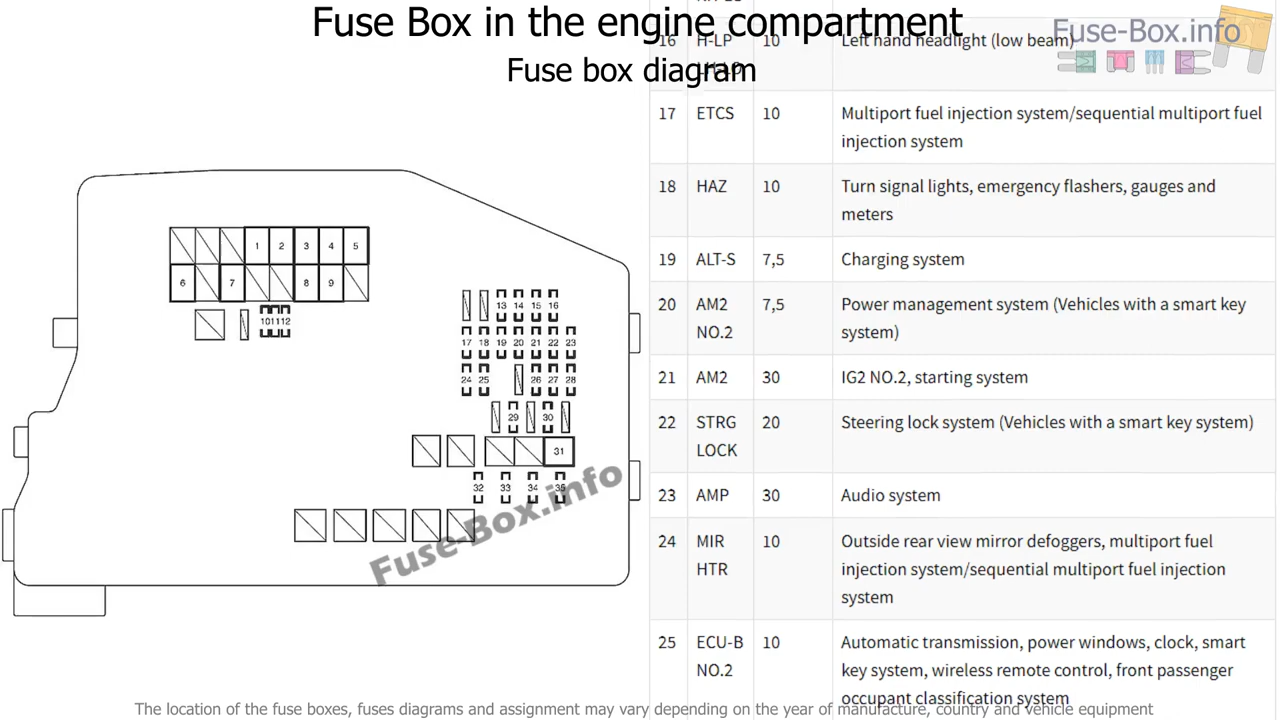 Fuse Box in the engine compartment
Fuse box diagram
Fuse-Box.info
16 H-LP 10 Left hand headlight (low beam)
17 ETCS 10 Multiport fuel injection system/sequential multiport fuel
injection system
18 HAZ 10 Turn signal lights, emergency flashers, gauges and
meters
19 ALT-S 7,5 Charging system
20 AM2 7,5 Power management system (Vehicles with a smart key
NO.2 system)
21 AM2 30 IG2 NO.2, starting system
22 STRG 20 Steering lock system (Vehicles with a smart key system)
LOCK
23 AMP 30 Audio system
24 MIR 10 Outside rear view mirror defoggers, multiport fuel
HTR injection system/sequential multiport fuel injection
system
25 ECU-B 10 Automatic transmission, power windows, clock, smart
NO.2 key system, wireless remote control, front passenger
occupant classification system
1 2 3 4 5
6 7 8 9
10 11 12
13 14 15 16
17 18 19 20 21 22 23
24 25 26 27 28
29 30
31
32 33 34 35
Fuse-Box.info
The location of the fuse boxes, fuses diagrams and assignment may vary depending on the year of manufacture, country and vehicle equipment